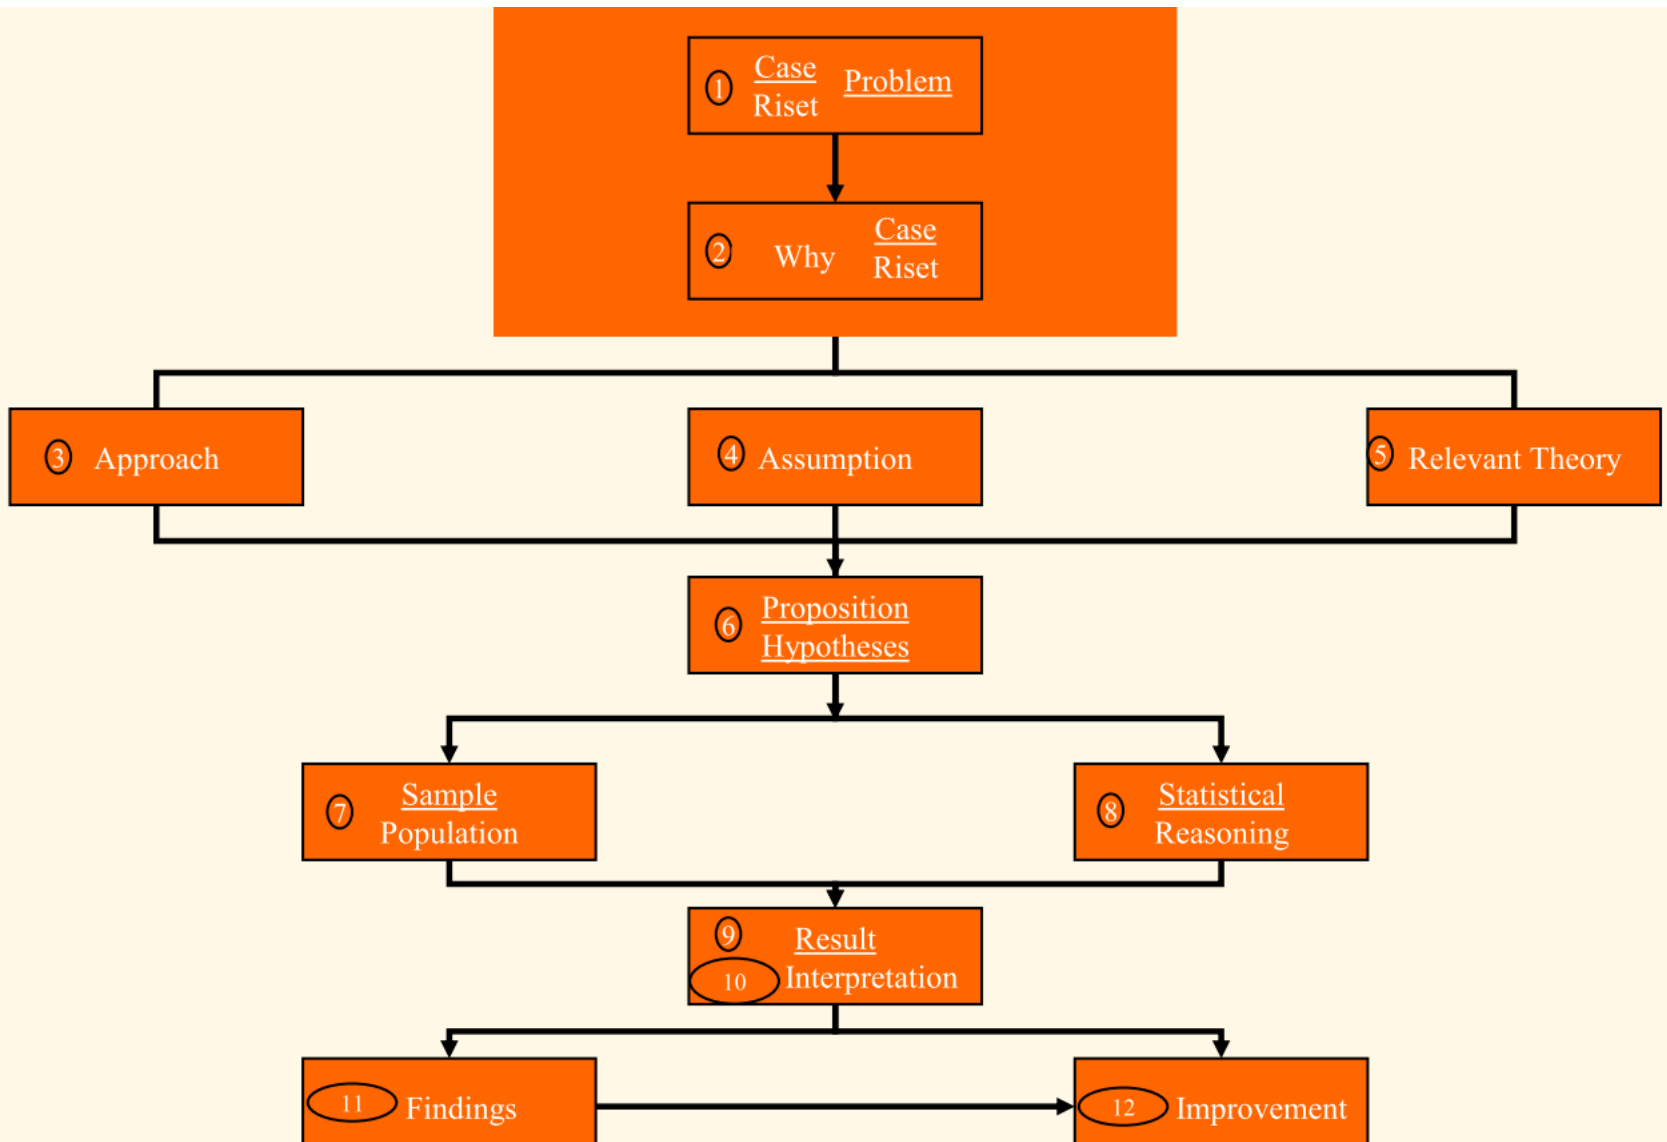 1 Case Problem
Riset
2 Why Case
Riset
3 Approach
4 Assumption
5 Relevant Theory
6 Proposition
Hypotheses
7 Sample
Population
8 Statistical
Reasoning
9 Result
10 Interpretation
11 Findings
12 Improvement